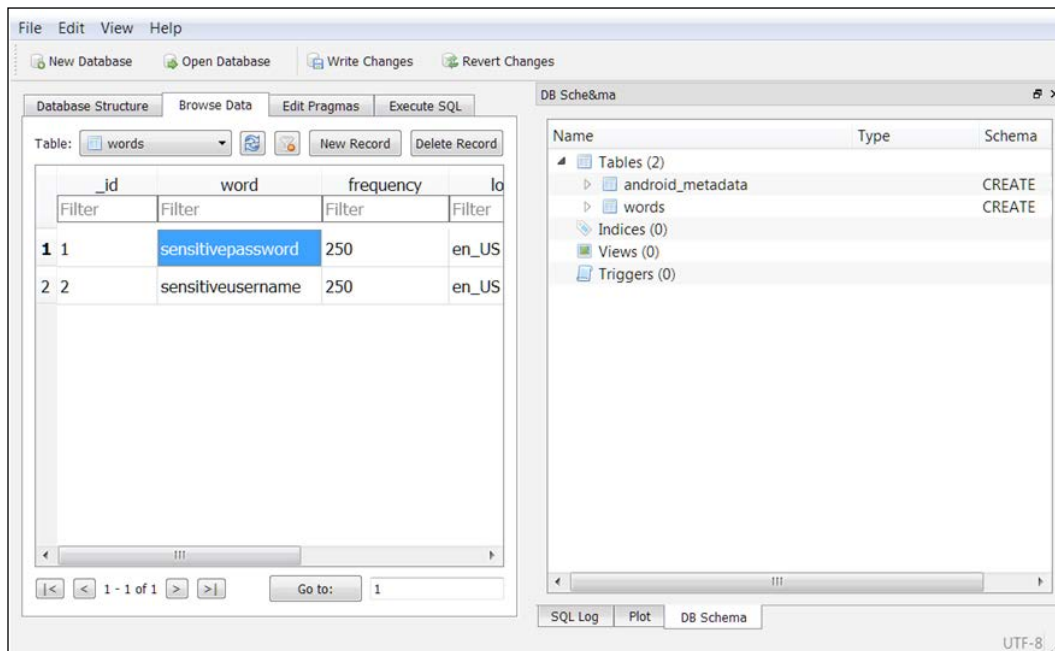 File Edit View Help
New Database Open Database Write Changes Revert Changes
Database Structure Browse Data Edit Pragmas Execute SQL
Table: words New Record Delete Record
_id word frequency lo
Filter Filter Filter Filter
1 1 sensitivepassword 250 en_US
2 2 sensitiveusername 250 en_US
|< < 1 - 1 of 1 > >| Go to: 1
DB Sche&ma
Name Type Schema
Tables (2)
android_metadata CREATE
words CREATE
Indices (0)
Views (0)
Triggers (0)
SQL Log Plot DB Schema
UTF-8